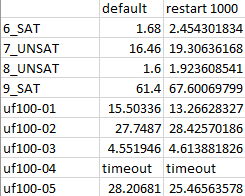 default restart 1000
6_SAT 1.68 2.454301834
7_UNSAT 16.46 19.30636168
8_UNSAT 1.6 1.923608541
9_SAT 61.4 67.60069799
uf100-01 15.50336 13.26628327
uf100-02 27.7487 28.42570186
uf100-03 4.551946 4.613881826
uf100-04 timeout timeout
uf100-05 28.20681 25.46563578